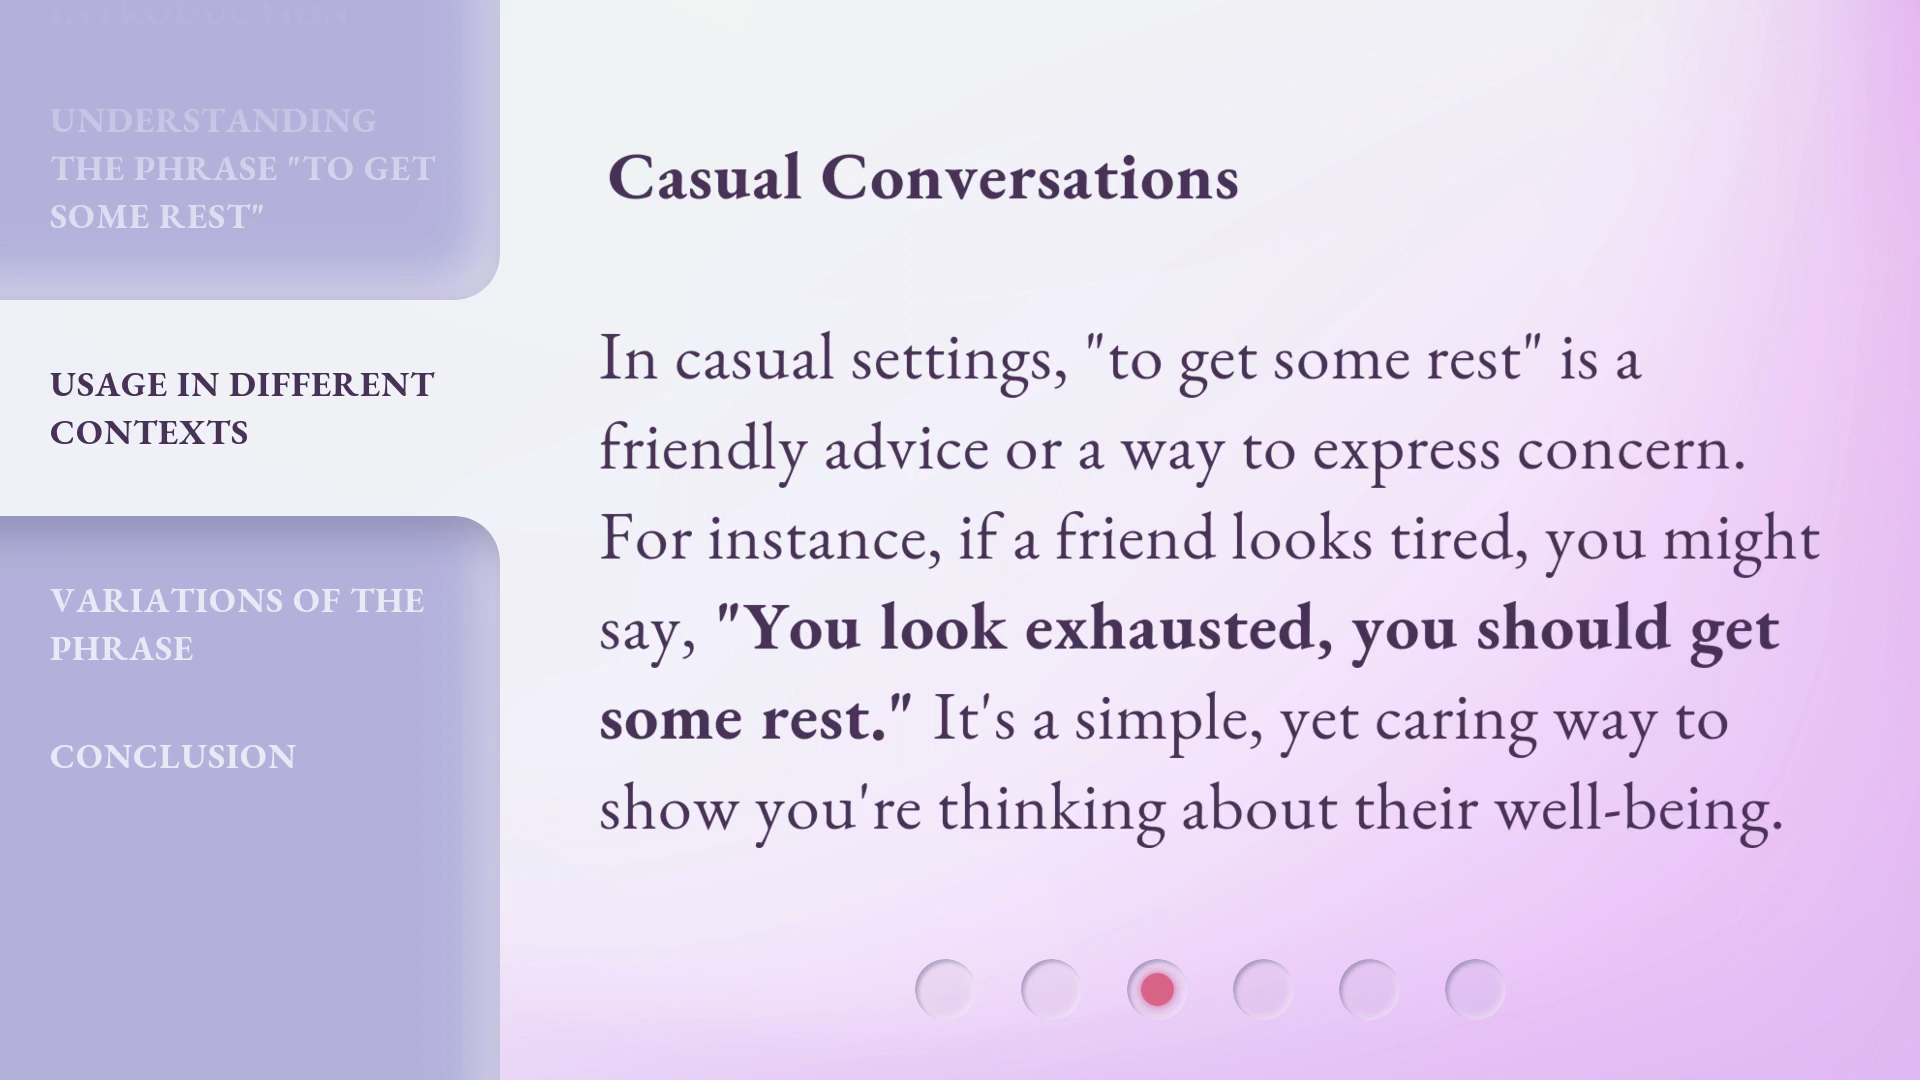 INTRODUCTION
UNDERSTANDING
THE PHRASE "TO GET
SOME REST"
USAGE IN DIFFERENT
CONTEXTS
VARIATIONS OF THE
PHRASE
CONCLUSION
Casual Conversations
In casual settings, "to get some rest" is a
friendly advice or a way to express concern.
For instance, if a friend looks tired, you might
say, "You look exhausted, you should get
some rest." It's a simple, yet caring way to
show you're thinking about their well-being.